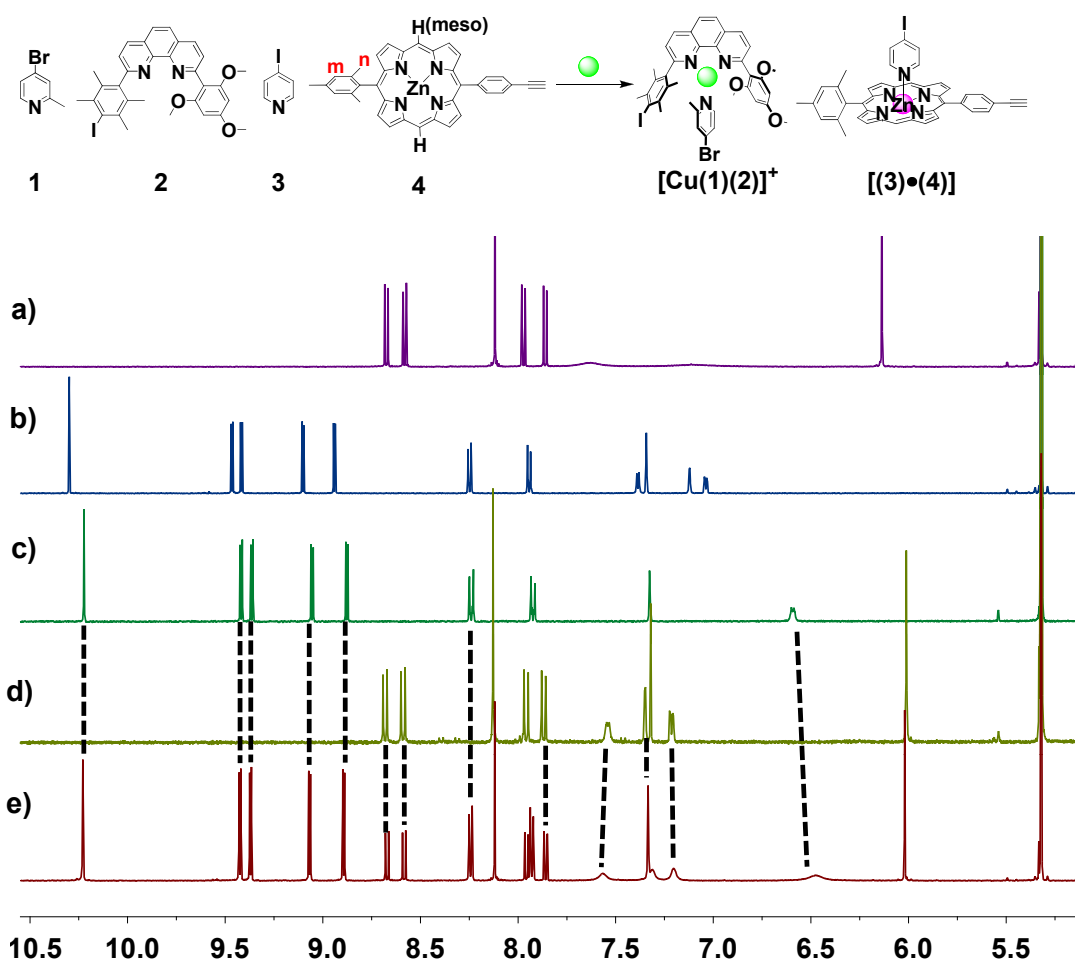 H(meso)
Br
N
N N
O
O
O
I
I
N
m n
N N
Zn
N N
H
N N
O
O
O
I
N
Br
I
N
N N
Zn
N N
1 2 3 4 [Cu(1)(2)]+ [(3)•(4)]
a)
b)
c)
d)
e)
10.5 10.0 9.5 9.0 8.5 8.0 7.5 7.0 6.5 6.0 5.5